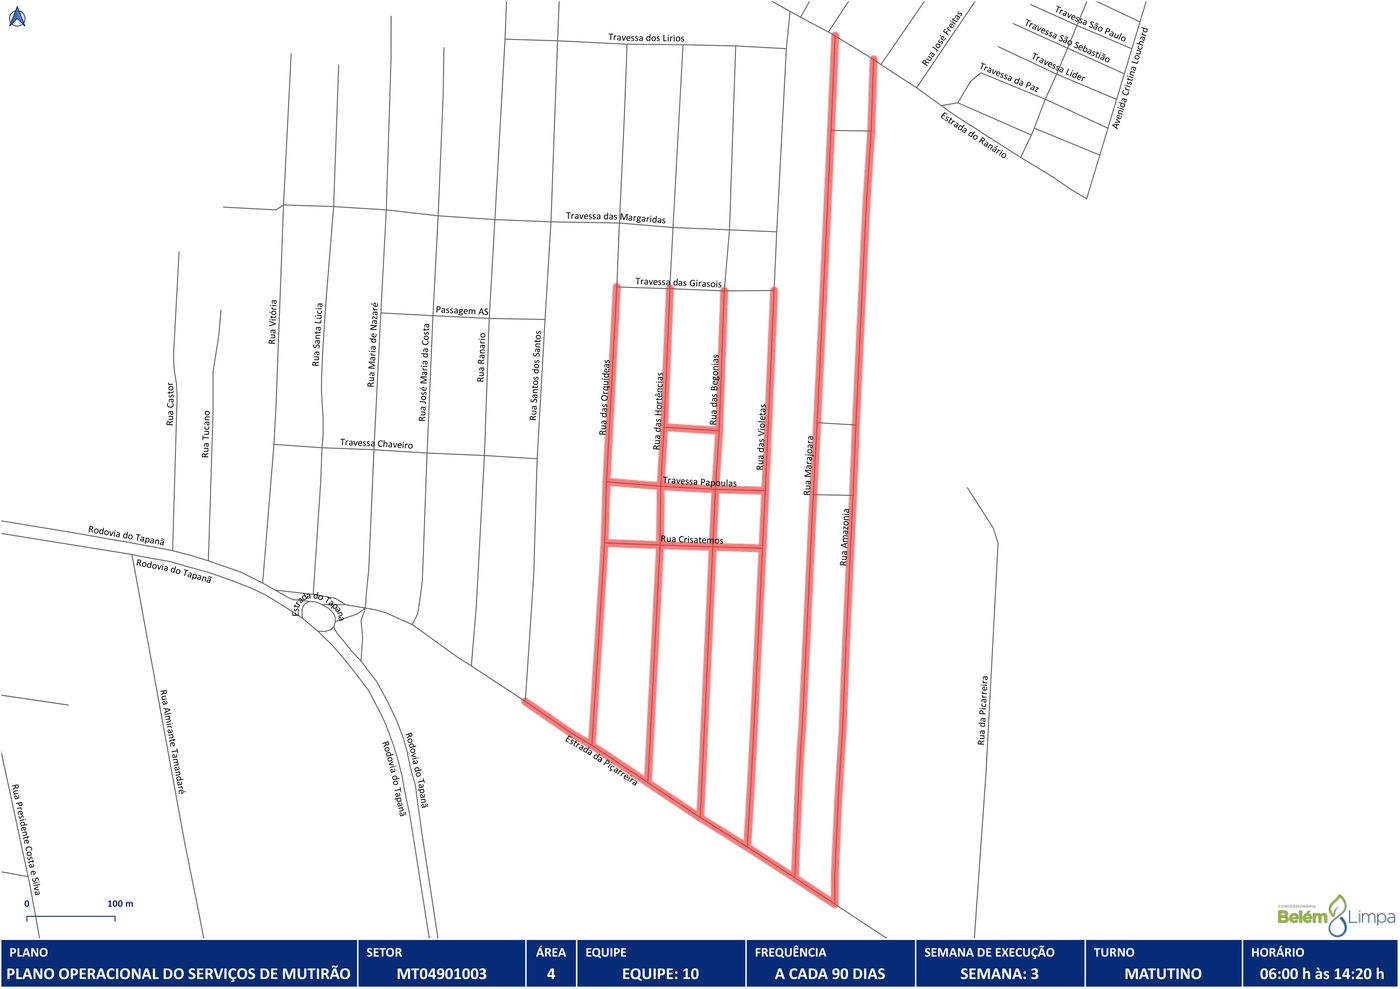 Travessa dos Lirios
Rua José Freitas
Travessa São Paulo
Travessa São Sebastião
Travessa Lider
Travessa da Paz
Avenida Cristina Louchard
Estrada do Ranário
Travessa das Margaridas
Travessa das Girasois
Passagem AS
Rua Vitória
Rua Santa Lúcia
Rua Maria de Nazaré
Rua José Maria da Costa
Rua Ranario
Rua Santos dos Santos
Rua das Orquídeas
Rua das Hortências
Rua das Begonias
Rua das Violetas
Rua Marajoara
Rua Amazonia
Rua Castor
Rua Tucano
Travessa Chaveiro
Travessa Papoulas
Rua Crisatemos
Rodovia do Tapanã
Rodovia do Tapanã
Estrada do Tapanã
Rua Almirante Tamandaré
Rodovia do Tapanã
Rodovia do Tapanã
Estrada da Piçarreira
Rua da Picarreira
Rua Presidente Costa e Silva
0 100 m
CONCESSIONÁRIA
Belém Limpa
PLANO
PLANO OPERACIONAL DO SERVIÇOS DE MUTIRÃO
SETOR
MT04901003
ÁREA
4
EQUIPE
EQUIPE: 10
FREQUÊNCIA
A CADA 90 DIAS
SEMANA DE EXECUÇÃO
SEMANA: 3
TURNO
MATUTINO
HORÁRIO
06:00 h às 14:20 h